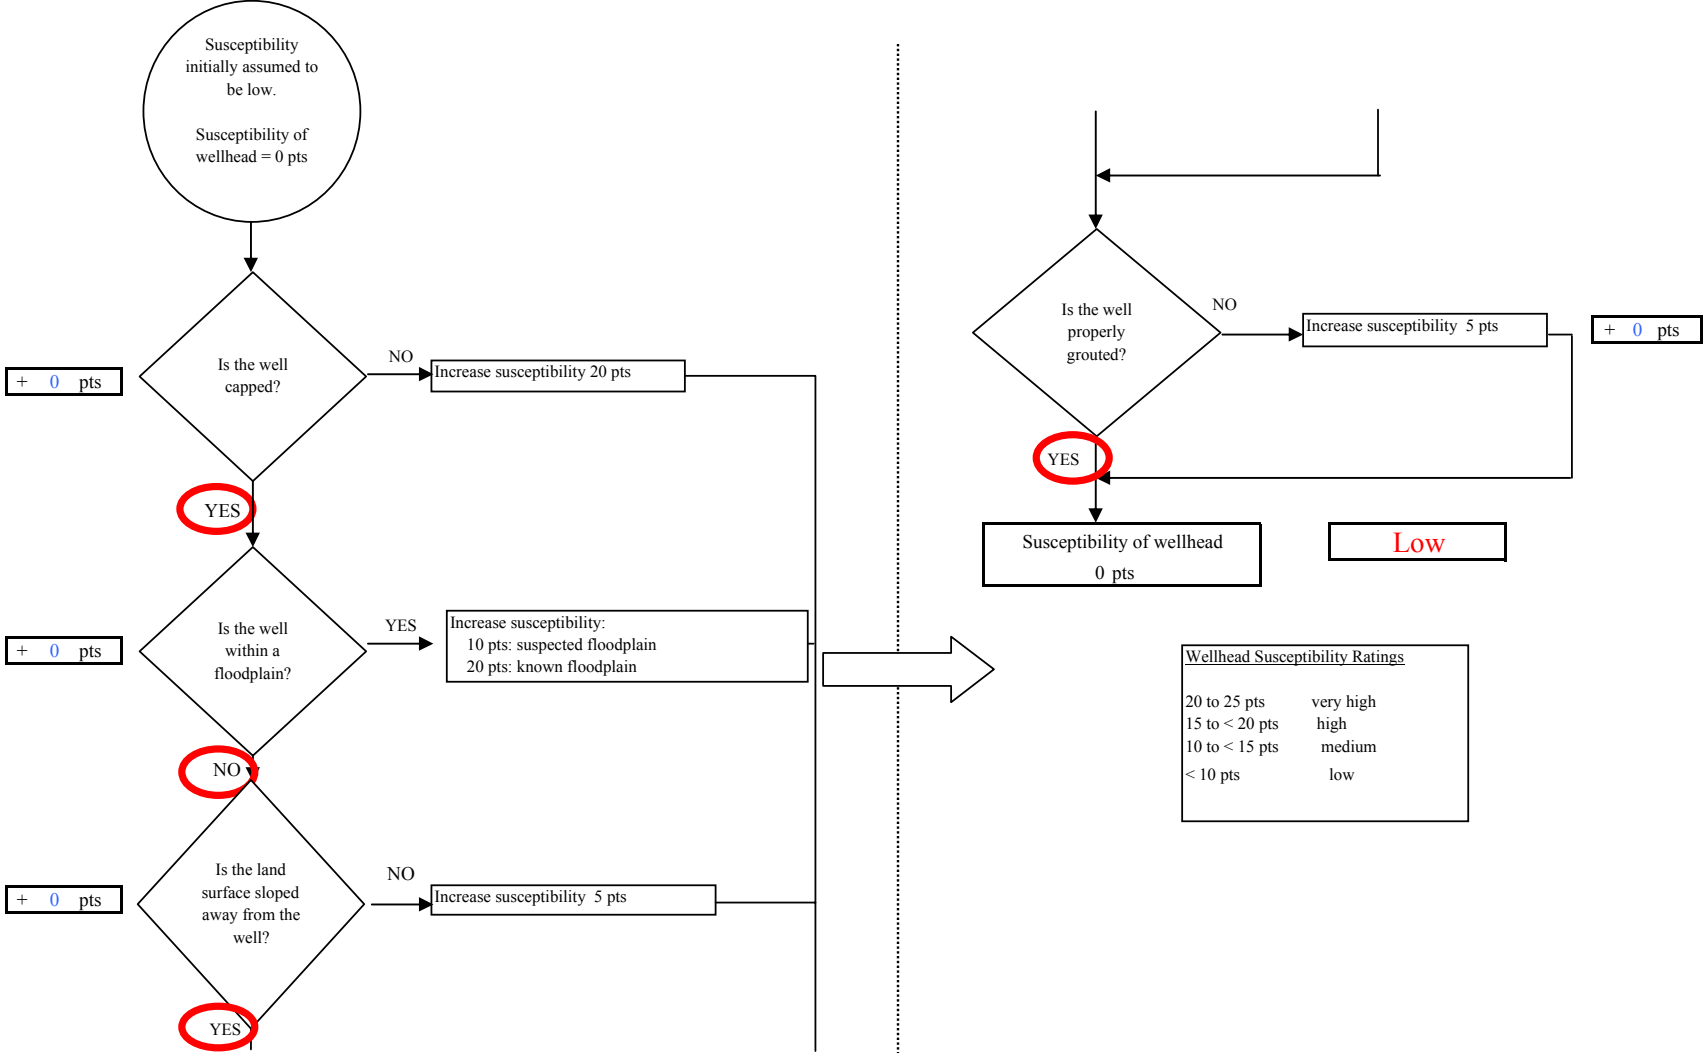 Susceptibility
initially assumed to
be low.
Susceptibility of
wellhead = 0 pts
Is the well
capped?
NO
Increase susceptibility 20 pts
+ 0 pts
YES
Is the well
within a
floodplain?
YES
Increase susceptibility:
10 pts: suspected floodplain
20 pts: known floodplain
+ 0 pts
NO
Is the land
surface sloped
away from the
well?
NO
Increase susceptibility 5 pts
+ 0 pts
YES
Is the well
properly
grouted?
NO
Increase susceptibility 5 pts
+ 0 pts
YES
Susceptibility of wellhead
0 pts
Low
Wellhead Susceptibility Ratings
20 to 25 pts very high
15 to < 20 pts high
10 to < 15 pts medium
< 10 pts low